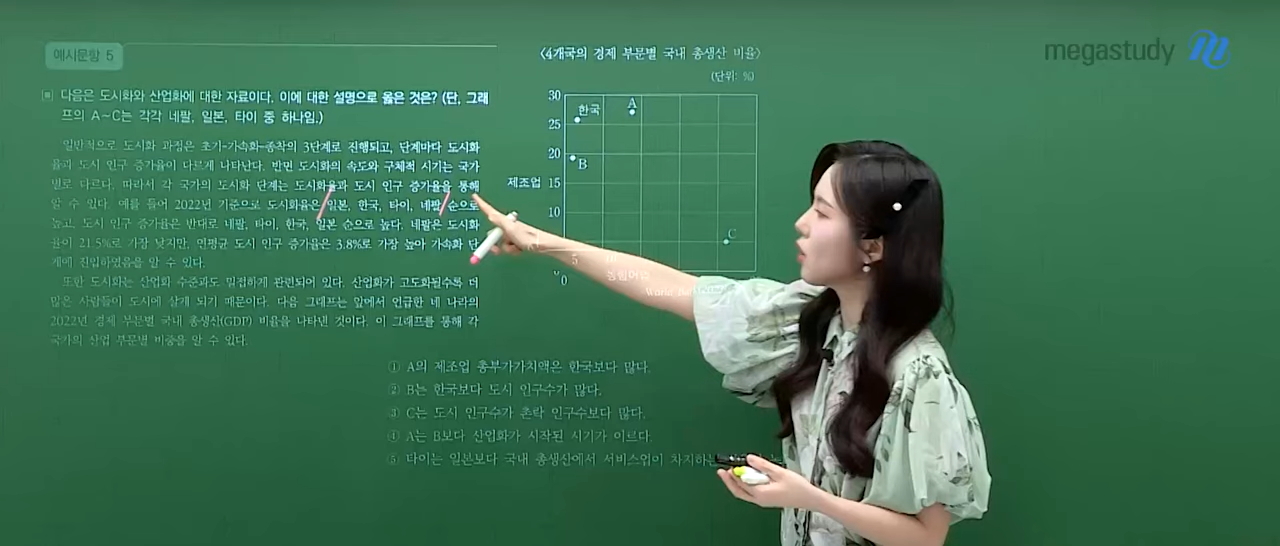 예시문항 5
다음은 도시화와 산업화에 대한 자료이다. 이에 대한 설명으로 옳은 것은? (단, 그래
프의 A~C는 각각 네팔, 일본, 타이 중 하나임.)
일반적으로 도시화 과정은 초기-가속화-종착의 3단계로 진행되고, 단계마다 도시화
율과 도시 인구 증가율이 다르게 나타난다. 반면 도시화의 속도와 구체적 시기는 국가
별로 다르다. 따라서 각 국가의 도시화 단계는 도시화율과 도시 인구 증가율을 통해
알 수 있다. 예를 들어 2022년 기준으로 도시화율은 일본, 한국, 타이, 네팔 순으로
높고, 도시 인구 증가율은 반대로 네팔, 타이, 한국, 일본 순으로 높다. 네팔은 도시화
율이 21.5%로 가장 낮지만, 연평균 도시 인구 증가율은 3.8%로 가장 높아 가속화 단
계에 진입하였음을 알 수 있다.
또한 도시화는 산업화 수준과도 밀접하게 관련되어 있다. 산업화가 고도화될수록 더
많은 사람들이 도시에 살게 되기 때문이다. 다음 그래프는 앞에서 언급한 네 나라의
2022년 경제 부문별 국내 총생산(GDP) 비율을 나타낸 것이다. 이 그래프를 통해 각
국가의 산업 부문별 비중을 알 수 있다.
〈4개국의 경제 부문별 국내 총생산 비율〉
(단위: %)
30
한국
A
25
20
B
제조업 15
10
C
5
0
농림어업
① A의 제조업 총부가가치액은 한국보다 많다.
② B는 한국보다 도시 인구수가 많다.
③ C는 도시 인구수가 촌락 인구수보다 많다.
④ A는 B보다 산업화가 시작된 시기가 이르다.
⑤ 타이는 일본보다 국내 총생산에서 서비스업이 차지하는
megastudy